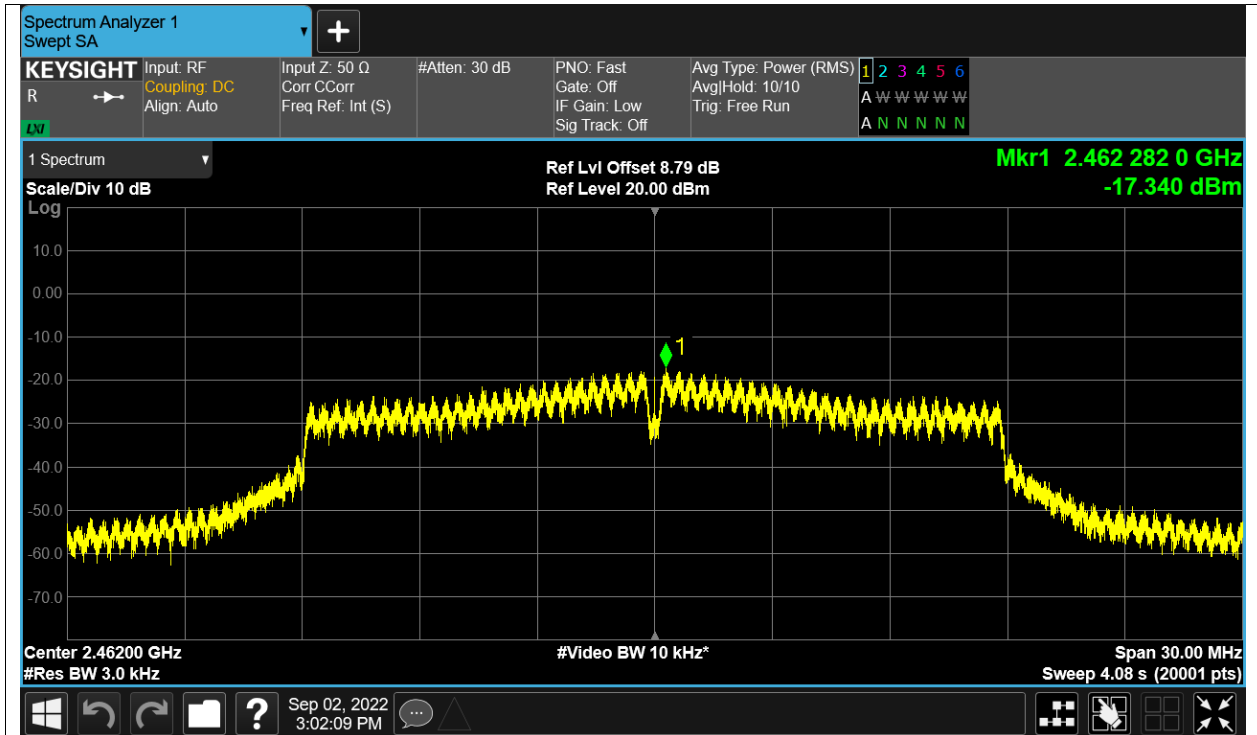 Spectrum Analyzer 1
Swept SA
+
KEYSIGHT
R
LXI
Input: RF
Coupling: DC
Align: Auto
Input Z: 50 Ω
Corr CCorr
Freq Ref: Int (S)
#Atten: 30 dB
PNO: Fast
Gate: Off
IF Gain: Low
Sig Track: Off
Avg Type: Power (RMS)
Avg|Hold: 10/10
Trig: Free Run
1 2 3 4 5 6
A W W W W W
A N N N N N
1 Spectrum
Scale/Div 10 dB
Log
Ref Lvl Offset 8.79 dB
Ref Level 20.00 dBm
Mkr1 2.462 282 0 GHz
-17.340 dBm
10.0
0.00
-10.0
1
-20.0
-30.0
-40.0
-50.0
-60.0
-70.0
Center 2.46200 GHz
#Res BW 3.0 kHz
#Video BW 10 kHz*
Span 30.00 MHz
Sweep 4.08 s (20001 pts)
?
Sep 02, 2022
3:02:09 PM